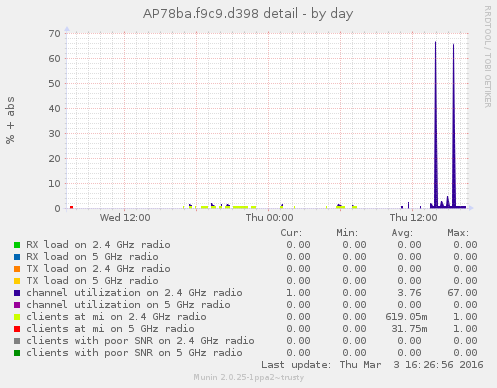 AP78ba.f9c9.d398 detail - by day
RRDTOOL / TOBI OETIKER
% + abs
70
60
50
40
30
20
10
0
Wed 12:00 Thu 00:00 Thu 12:00
Cur: Min: Avg: Max:
RX load on 2.4 GHz radio 0.00 0.00 0.00 0.00
RX load on 5 GHz radio 0.00 0.00 0.00 0.00
TX load on 2.4 GHz radio 0.00 0.00 0.00 0.00
TX load on 5 GHz radio 0.00 0.00 0.00 0.00
channel utilization on 2.4 GHz radio 1.00 0.00 3.76 67.00
channel utilization on 5 GHz radio 0.00 0.00 0.00 0.00
clients at mi on 2.4 GHz radio 0.00 0.00 619.05m 1.00
clients at mi on 5 GHz radio 0.00 0.00 31.75m 1.00
clients with poor SNR on 2.4 GHz radio 0.00 0.00 0.00 0.00
clients with poor SNR on 5 GHz radio 0.00 0.00 0.00 0.00
Last update: Thu Mar 3 16:26:56 2016
Munin 2.0.25-1ppa2~trusty